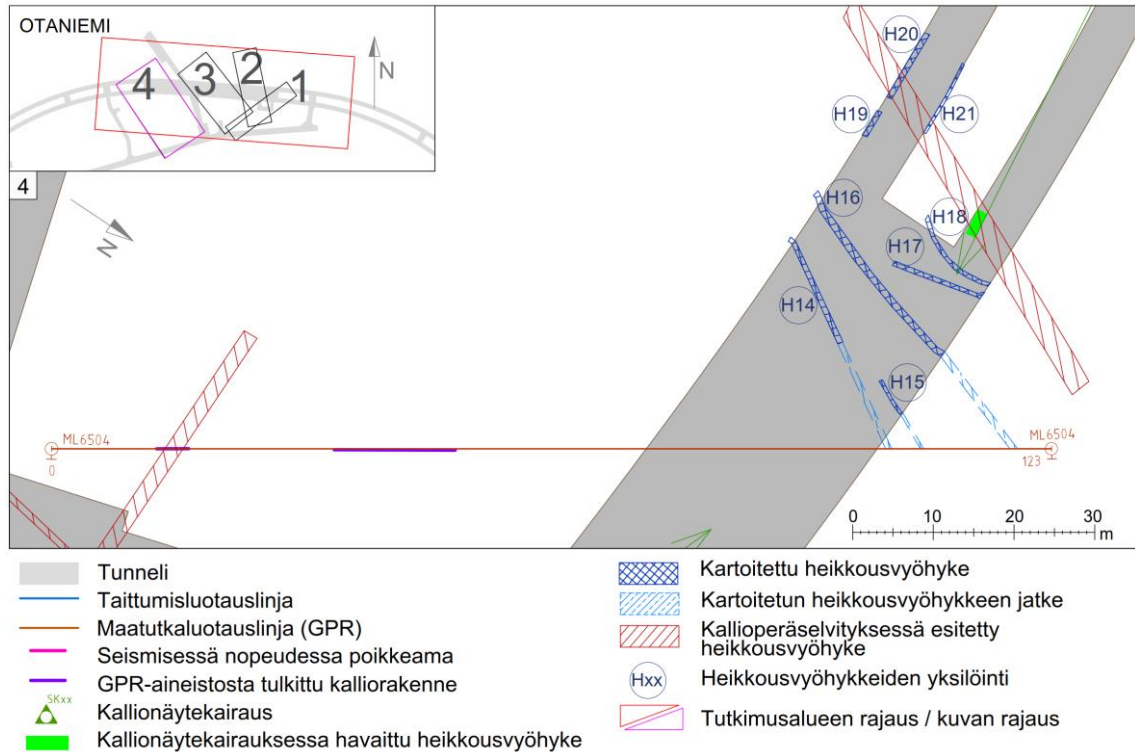 OTANIEMI
4
3
2
1
N
4
N
H20
H19
H21
H16
H18
H17
H14
H15
ML6504
0
ML6504
123
0 10 20 30
m
Tunneli
Taittumisluotauslinja
Maatutkaluotauslinja (GPR)
Seismisessä nopeudessa poikkeama
GPR-aineistosta tulkittu kalliorakenne
SKxx
Kallionäytekairaus
Kallionäytekairauksessa havaittu heikkousvyöhyke
Kartoitettu heikkousvyöhyke
Kartoitetun heikkousvyöhykkeen jatke
Kallioperäselvityksessä esitetty
heikkousvyöhyke
Hxx
Heikkousvyöhykkeiden yksilöinti
Tutkimusalueen rajaus / kuvan rajaus